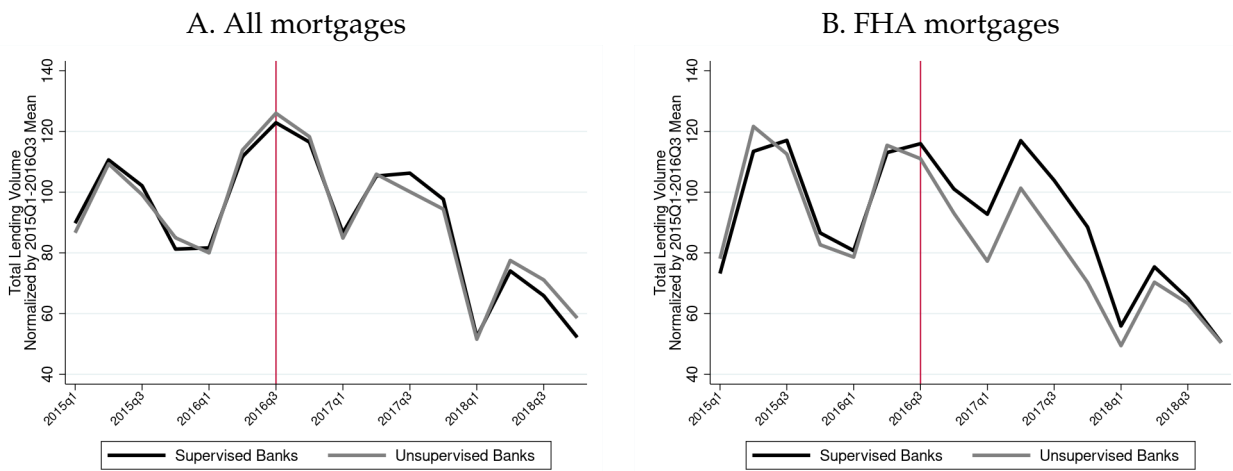 A. All mortgages
Total Lending Volume
Normalized by 2015Q1-2016Q3 Mean
140
120
100
80
60
40
2015q1
2015q3
2016q1
2016q3
2017q1
2017q3
2018q1
2018q3
Supervised Banks
Unsupervised Banks
B. FHA mortgages
Total Lending Volume
Normalized by 2015Q1-2016Q3 Mean
140
120
100
80
60
40
2015q1
2015q3
2016q1
2016q3
2017q1
2017q3
2018q1
2018q3
Supervised Banks
Unsupervised Banks